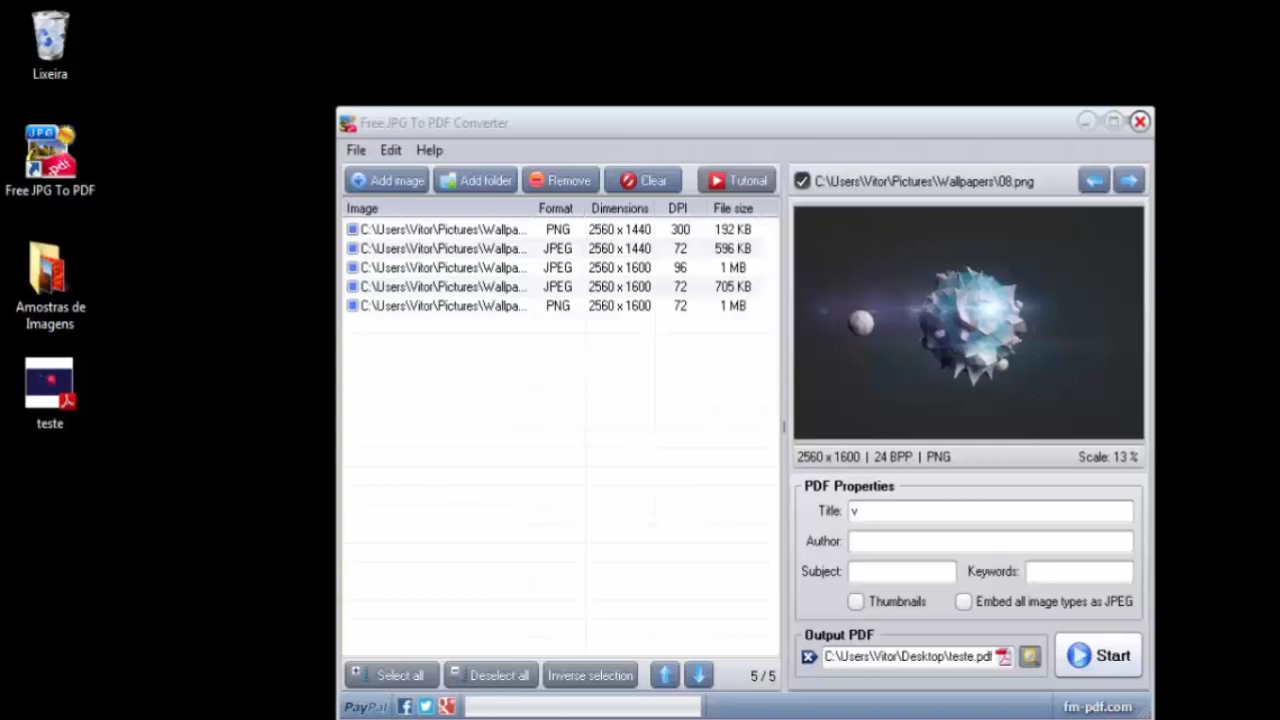 Lixeira
Free JPG To PDF
Amostras de
Imagens
teste
Free JPG To PDF Converter
File Edit Help
Add image Add folder Remove Clear Tutorial
Image Format Dimensions DPI File size
C:\Users\Vitor\Pictures\Wallpa... PNG 2560 x 1440 300 192 KB
C:\Users\Vitor\Pictures\Wallpa... JPEG 2560 x 1440 72 596 KB
C:\Users\Vitor\Pictures\Wallpa... JPEG 2560 x 1600 96 1 MB
C:\Users\Vitor\Pictures\Wallpa... JPEG 2560 x 1600 72 705 KB
C:\Users\Vitor\Pictures\Wallpa... PNG 2560 x 1600 72 1 MB
Select all Deselect all Inverse selection 5 / 5
PayPal
C:\Users\Vitor\Pictures\Wallpapers\08.png
2560 x 1600 | 24 BPP | PNG Scale: 13 %
PDF Properties
Title: v
Author:
Subject: Keywords:
Thumbnails Embed all image types as JPEG
Output PDF
C:\Users\Vitor\Desktop\teste.pdf
Start
fm-pdf.com